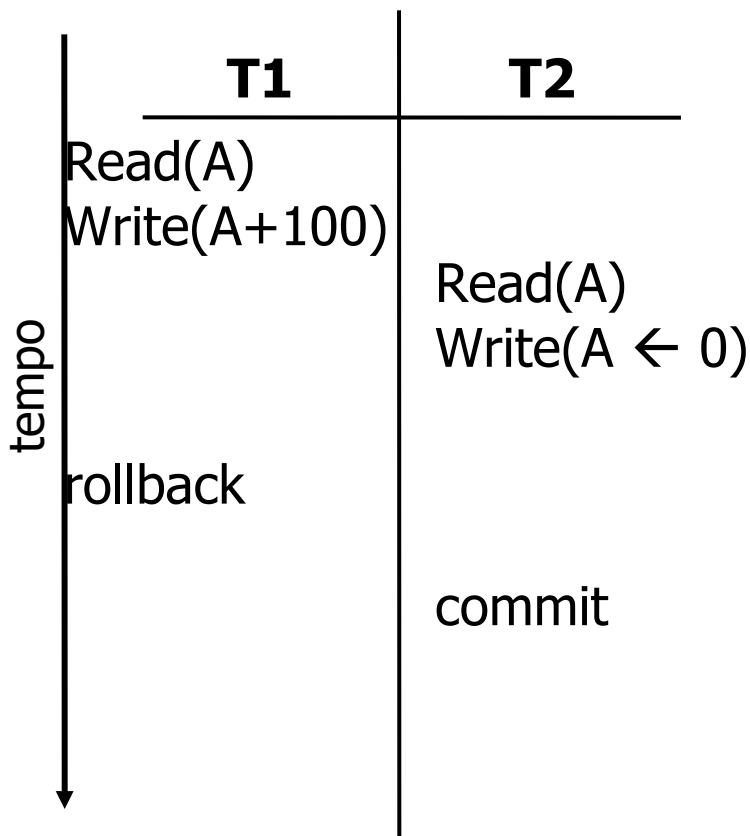 T1 T2
Read(A)
Write(A+100)
Read(A)
Write(A ← 0)
tempo
rollback
commit